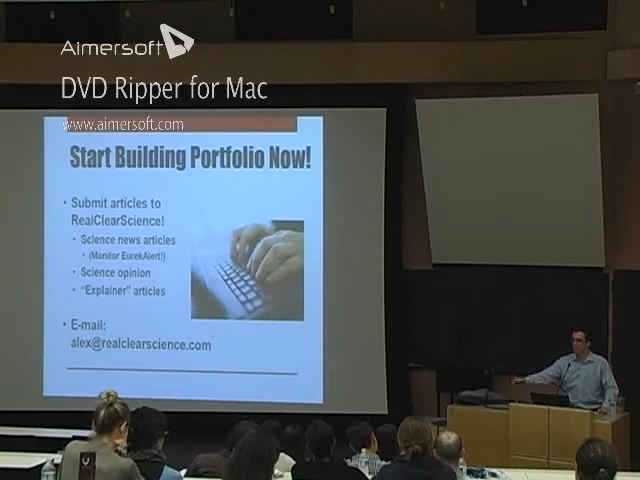 Aimersoft
DVD Ripper for Mac
www.aimersoft.com
Start Building Portfolio Now!
• Submit articles to
RealClearScience!
• Science news articles
• (Monitor EurekAlert!)
• Science opinion
• “Explainer” articles
• E-mail:
alex@realclearscience.com